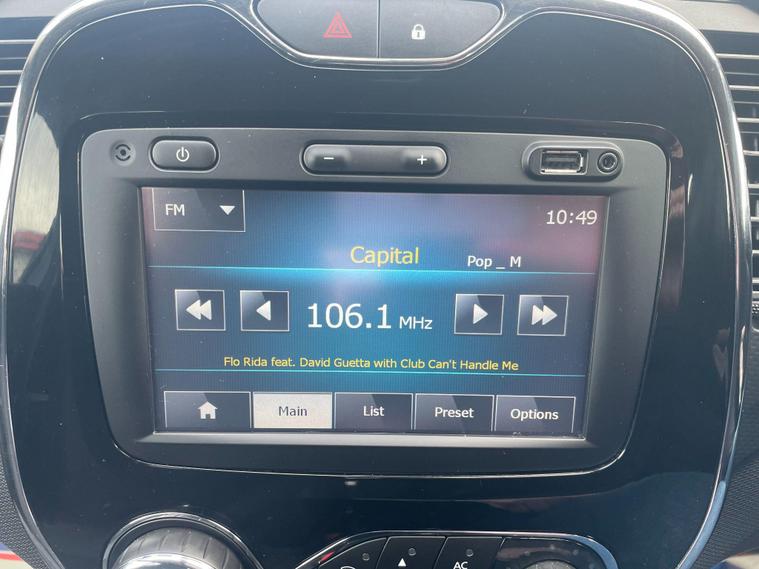 FM
10:49
Capital
Pop _ M
106.1 MHz
Flo Rida feat. David Guetta with Club Can't Handle Me
Main List Preset Options
AC